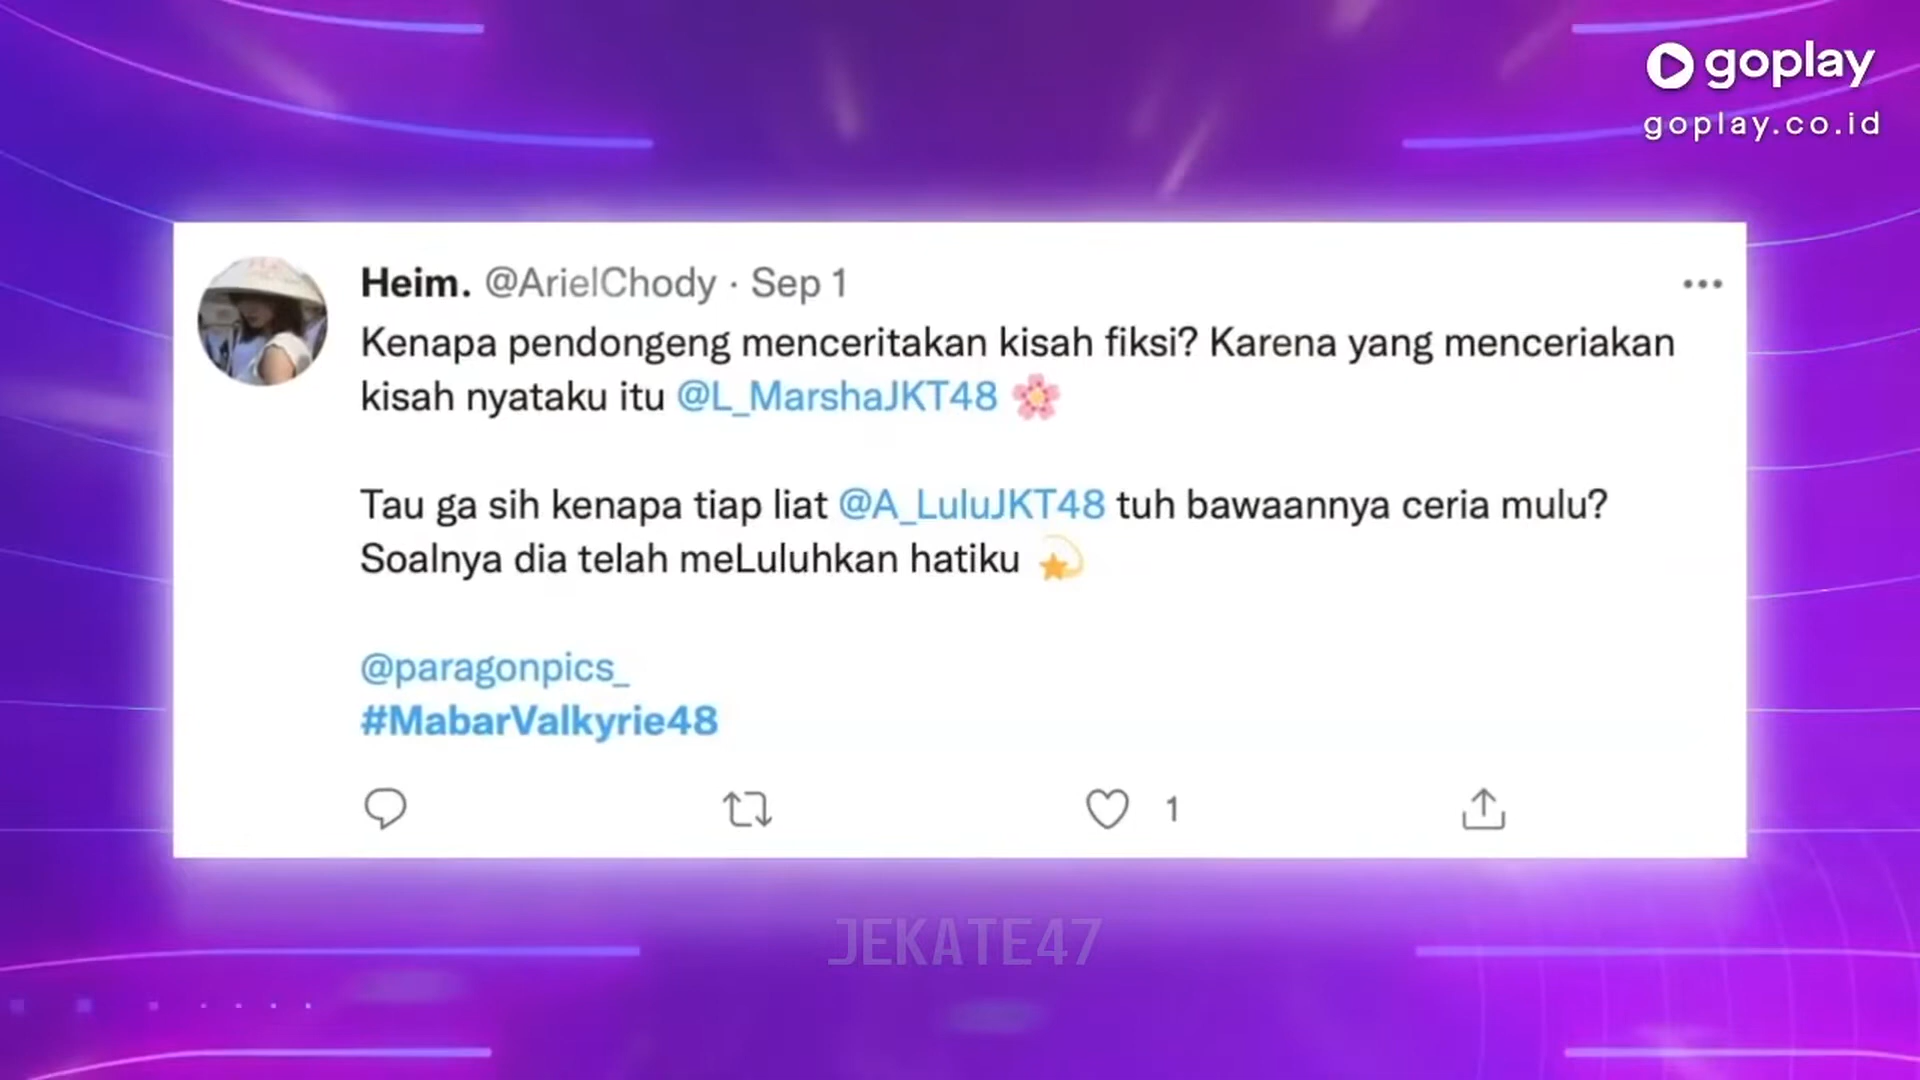 goplay
goplay.co.id
Heim. @ArielChody · Sep 1
Kenapa pendongeng menceritakan kisah fiksi? Karena yang menceriakan
kisah nyataku itu @L_MarshaJKT48 🌸
Tau ga sih kenapa tiap liat @A_LuluJKT48 tuh bawaannya ceria mulu?
Soalnya dia telah meLuluhkan hatiku 💫
@paragonpics_
#MabarValkyrie48
1
JEKATE47